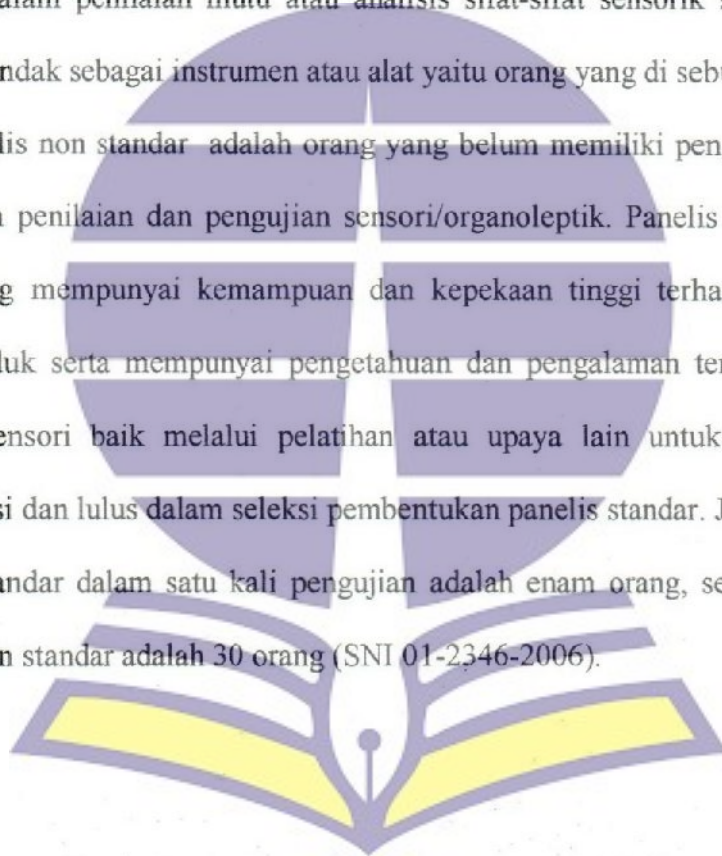 penilaian mutu atau analisis sifat-sifat sensorik
ndak sebagai instrumen atau alat yaitu orang yang di sebu
lis non standar adalah orang yang belum memiliki pen
penilaian dan pengujian sensori/organoleptik. Panelis
g mempunyai kemampuan dan kepekaan tinggi terha
luk serta mempunyai pengetahuan dan pengalaman ter
ensori baik melalui pelatihan atau upaya lain untuk
si dan lulus dalam seleksi pembentukan panelis standar. J
andar dalam satu kali pengujian adalah enam orang, se
n standar adalah 30 orang (SNI 01-2346-2006).